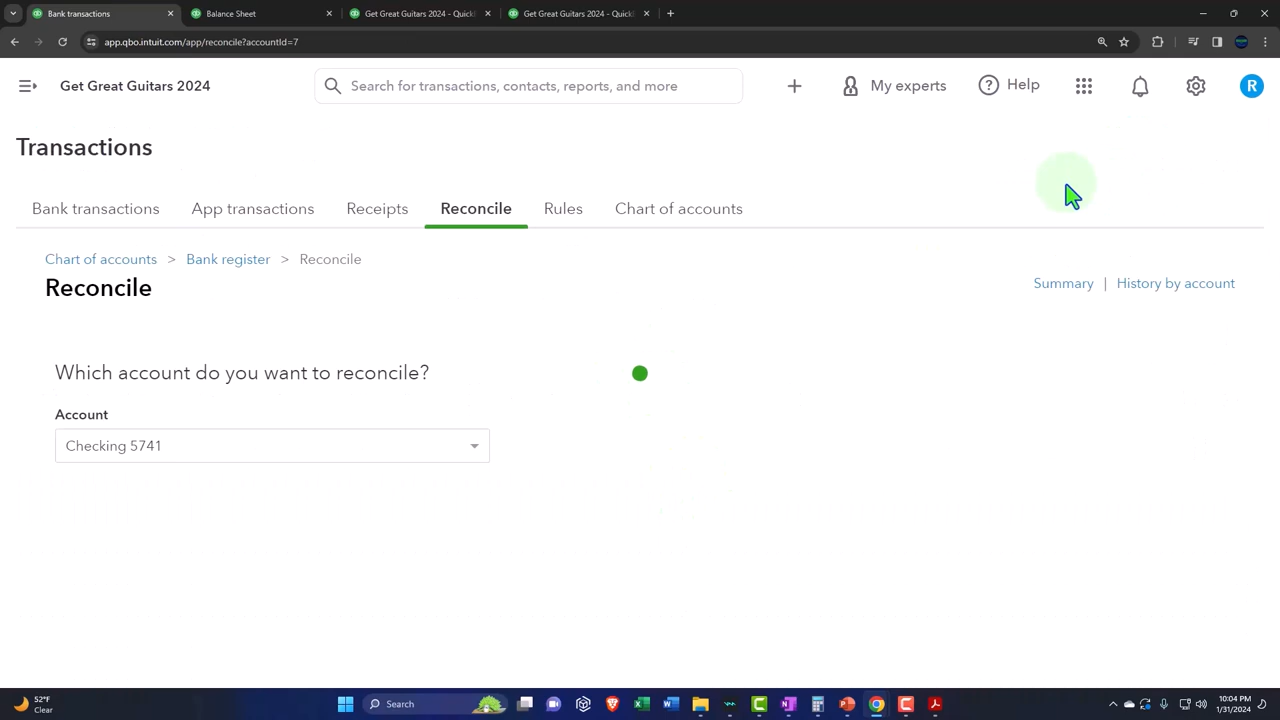 Bank transactions
Balance Sheet
Get Great Guitars 2024 - QuickB
Get Great Guitars 2024 - QuickB
app.qbo.intuit.com/app/reconcile?accountId=7
Get Great Guitars 2024
Search for transactions, contacts, reports, and more
My experts
Help
R
Transactions
Bank transactions
App transactions
Receipts
Reconcile
Rules
Chart of accounts
Chart of accounts > Bank register > Reconcile
Reconcile
Summary | History by account
Which account do you want to reconcile?
Account
Checking 5741
52°F
Clear
Search
10:04 PM
1/31/2024